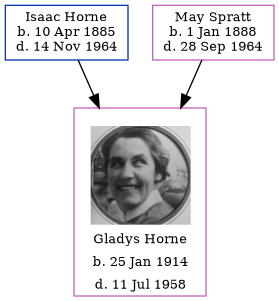 Isaac Horne
b. 10 Apr 1885
d. 14 Nov 1964
May Spratt
b. 1 Jan 1888
d. 28 Sep 1964
Gladys Horne
b. 25 Jan 1914
d. 11 Jul 1958